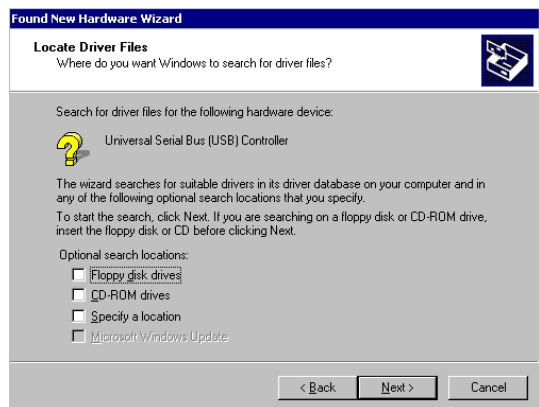 Found New Hardware Wizard
Locate Driver Files
Where do you want Windows to search for driver files?
Search for driver files for the following hardware device:
Universal Serial Bus (USB) Controller
The wizard searches for suitable drivers in its driver database on your computer and in
any of the following optional search locations that you specify.
To start the search, click Next. If you are searching on a floppy disk or CD-ROM drive,
insert the floppy disk or CD before clicking Next.
Optional search locations:
Floppy disk drives
CD-ROM drives
Specify a location
Microsoft Windows Update
< Back Next > Cancel